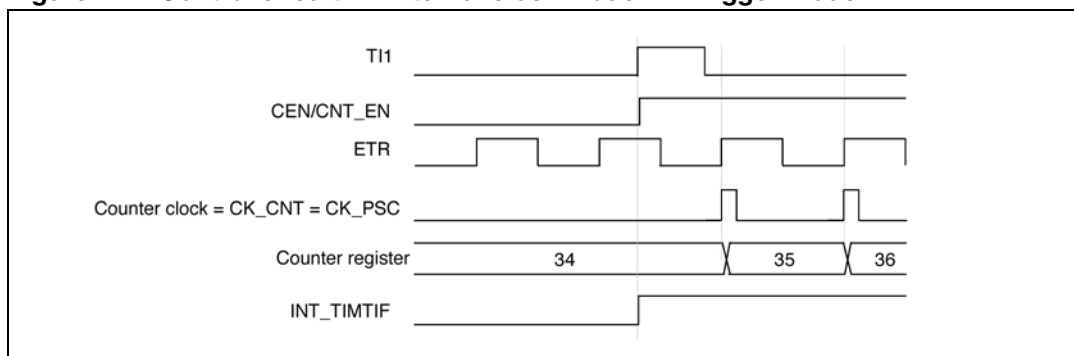 TI1
CEN/CNT_EN
ETR
Counter clock = CK_CNT = CK_PSC
Counter register
34
35
36
INT_TIMTIF